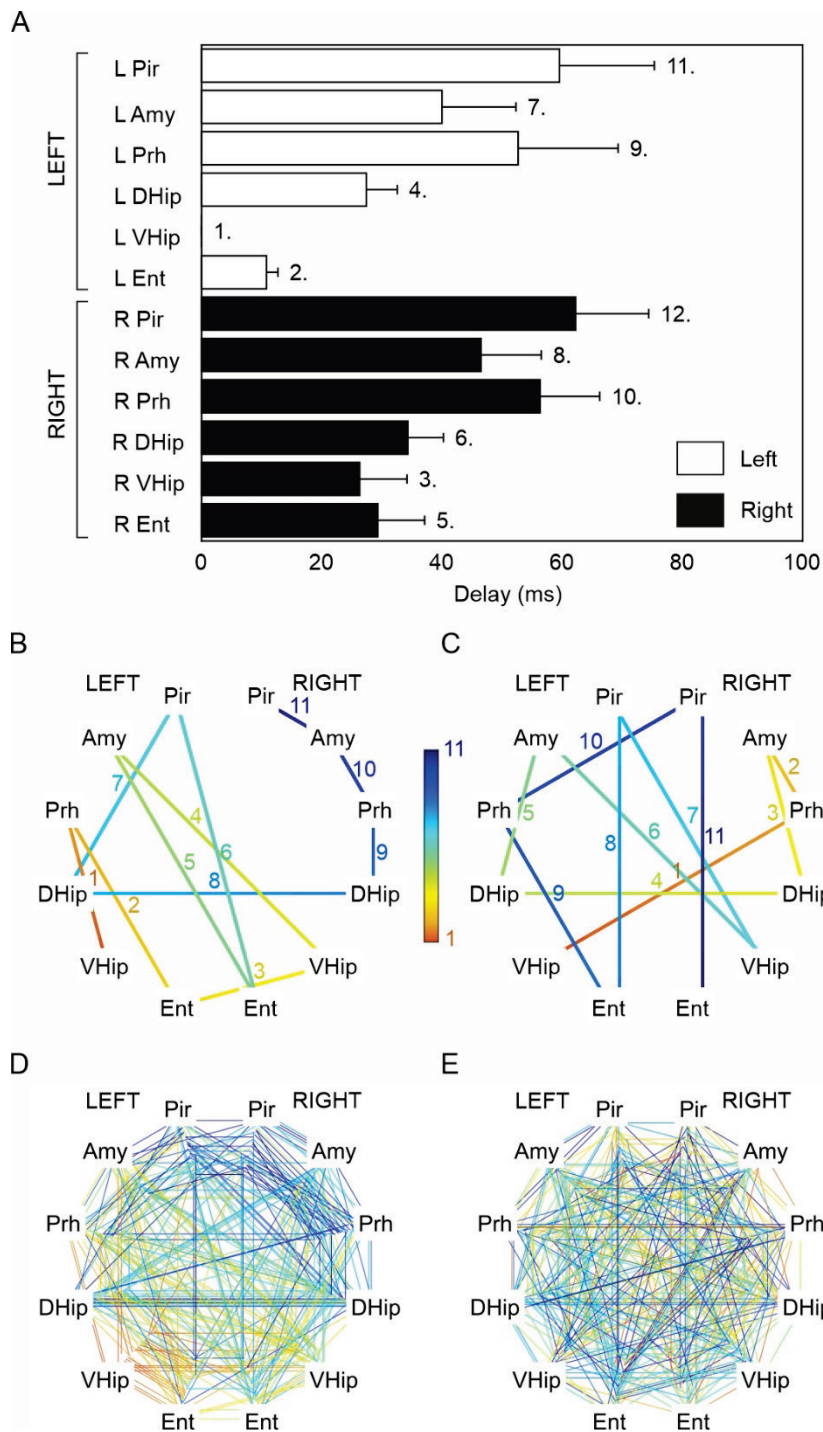 A
LEFT
L Pir
11.
L Amy
7.
L Prh
9.
L DHip
4.
L VHip
1.
L Ent
2.
RIGHT
R Pir
12.
R Amy
8.
R Prh
10.
R DHip
6.
R VHip
3.
R Ent
5.
Left
Right
0 20 40 60 80 100
Delay (ms)
B
LEFT Pir Pir RIGHT
11
Amy Amy
10
7
4
Prh Prh
9
6
5
1
8
DHip DHip
2
VHip VHip
3
Ent Ent
11
1
C
LEFT Pir Pir RIGHT
Amy Amy
10
2
Prh Prh
5
3
7
6
8
11
1
4
9
DHip DHip
VHip VHip
Ent Ent
D
LEFT Pir Pir RIGHT
Amy Amy
Prh Prh
DHip DHip
VHip VHip
Ent Ent
E
LEFT Pir Pir RIGHT
Amy Amy
Prh Prh
DHip DHip
VHip VHip
Ent Ent